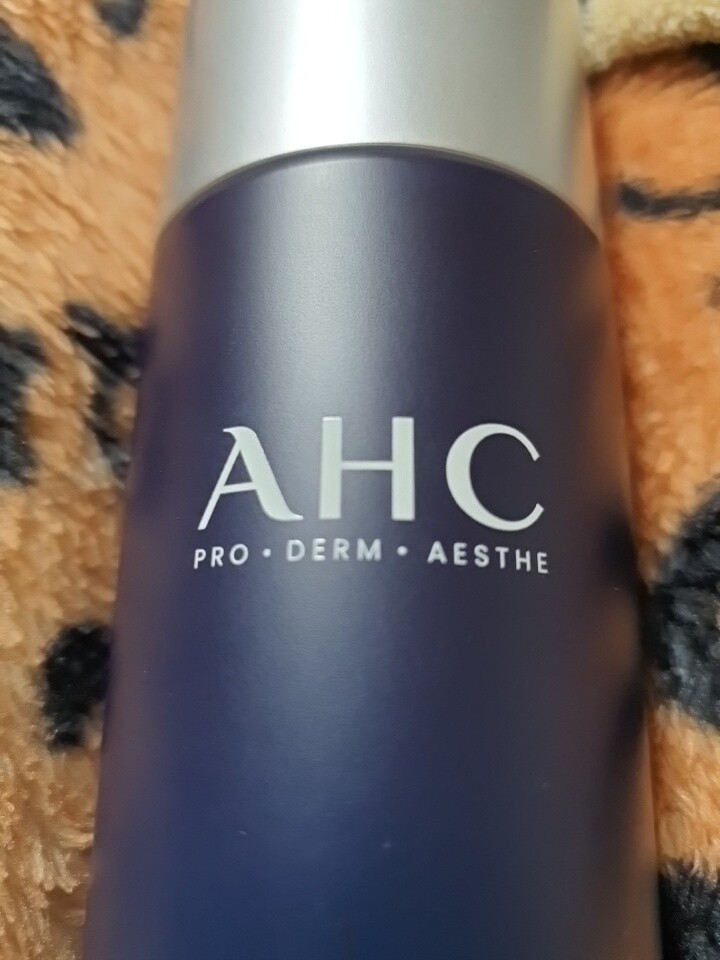 AHC
PRO • DERM • AESTHE